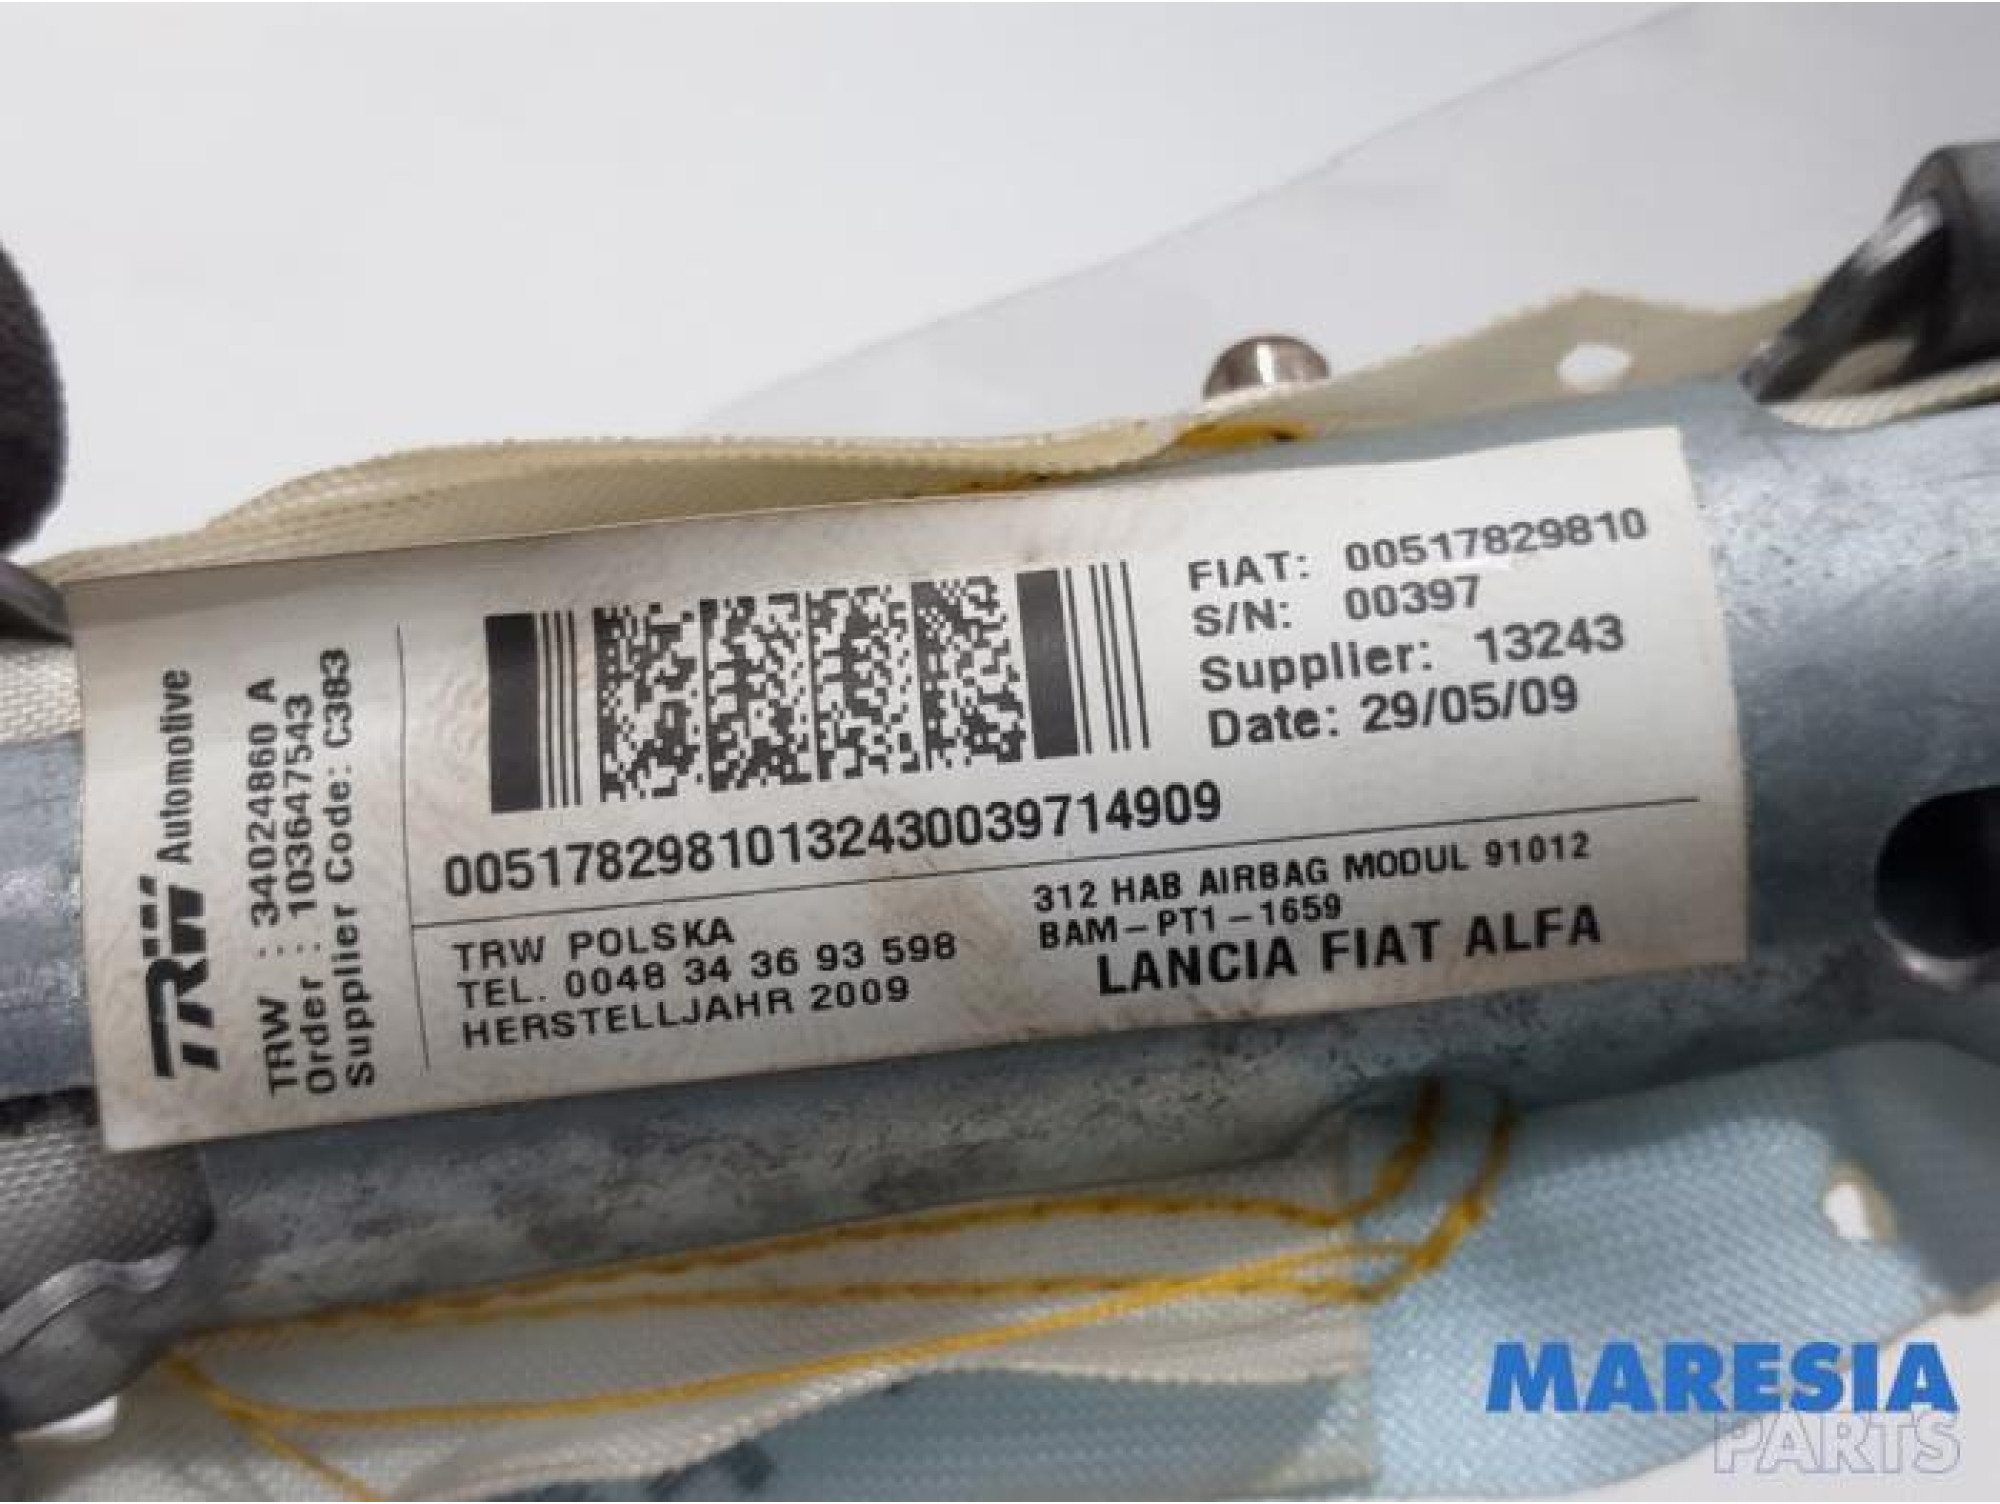 TRW Automotive
TRW : 34024860 A
Order : 103647543
Supplier Code: C383
FIAT: 00517829810
S/N: 00397
Supplier: 13243
Date: 29/05/09
00517829810132430039714909
TRW POLSKA
TEL. 0048 34 36 93 598
HERSTELLJAHR 2009
312 HAB AIRBAG MODUL 91012
BAM-PT1-1659
LANCIA FIAT ALFA
MARESIA
PARTS